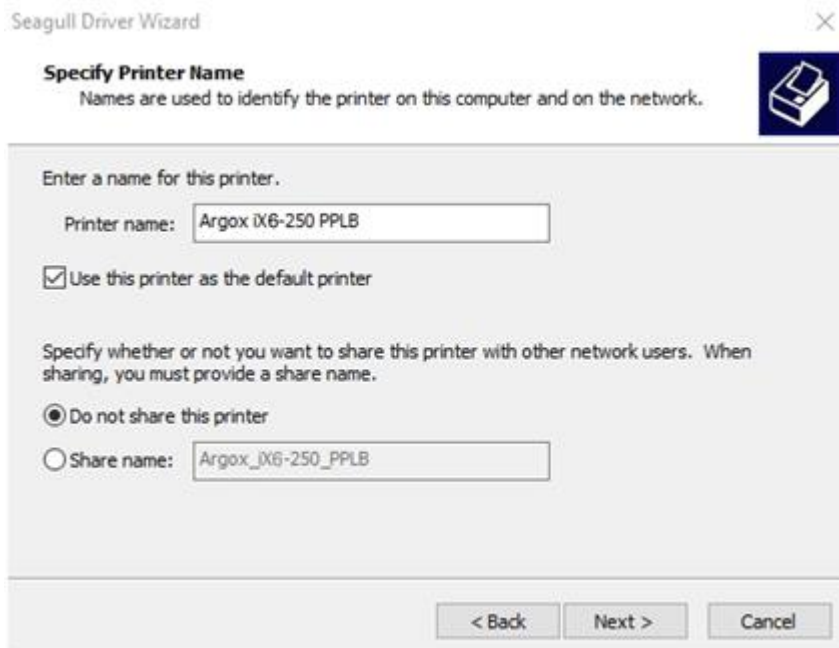 Seagull Driver Wizard
Specify Printer Name
Names are used to identify the printer on this computer and on the network.
Enter a name for this printer.
Printer name: Argox iX6-250 PPLB
Use this printer as the default printer
Specify whether or not you want to share this printer with other network users. When
sharing, you must provide a share name.
Do not share this printer
Share name: Argox_iX6-250_PPLB
< Back Next > Cancel